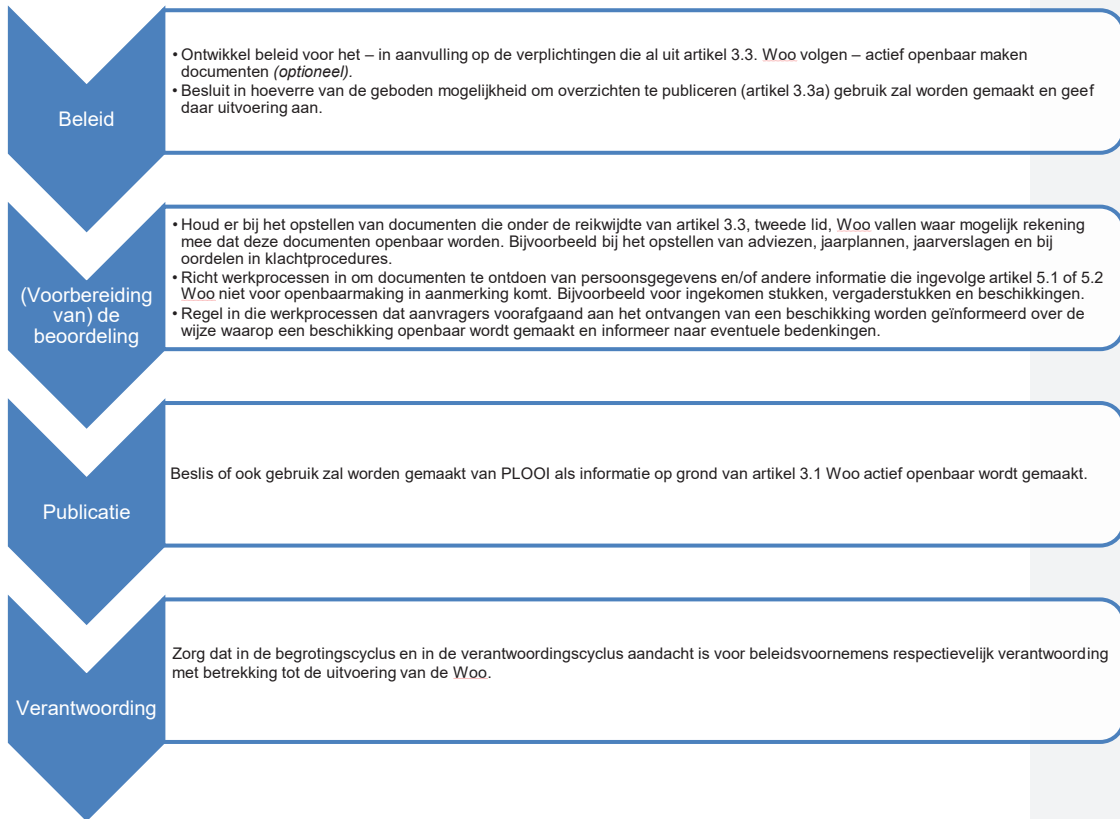 Beleid
• Ontwikkel beleid voor het – in aanvulling op de verplichtingen die al uit artikel 3.3. Woo volgen – actief openbaar maken
documenten (optioneel).
• Besluit in hoeverre van de geboden mogelijkheid om overzichten te publiceren (artikel 3.3a) gebruik zal worden gemaakt en geef
daar uitvoering aan.
(Voorbereiding
van) de
beoordeling
• Houd er bij het opstellen van documenten die onder de reikwijdte van artikel 3.3, tweede lid, Woo vallen waar mogelijk rekening
mee dat deze documenten openbaar worden. Bijvoorbeeld bij het opstellen van adviezen, jaarplannen, jaarverslagen en bij
oordelen in klachtprocedures.
• Richt werkprocessen in om documenten te ontdoen van persoonsgegevens en/of andere informatie die ingevolge artikel 5.1 of 5.2
Woo niet voor openbaarmaking in aanmerking komt. Bijvoorbeeld voor ingekomen stukken, vergaderstukken en beschikkingen.
• Regel in die werkprocessen dat aanvragers voorafgaand aan het ontvangen van een beschikking worden geïnformeerd over de
wijze waarop een beschikking openbaar wordt gemaakt en informeer naar eventuele bedenkingen.
Publicatie
Beslis of ook gebruik zal worden gemaakt van PLOOI als informatie op grond van artikel 3.1 Woo actief openbaar wordt gemaakt.
Verantwoording
Zorg dat in de begrotingscyclus en in de verantwoordingscyclus aandacht is voor beleidsvoornemens respectievelijk verantwoording
met betrekking tot de uitvoering van de Woo.